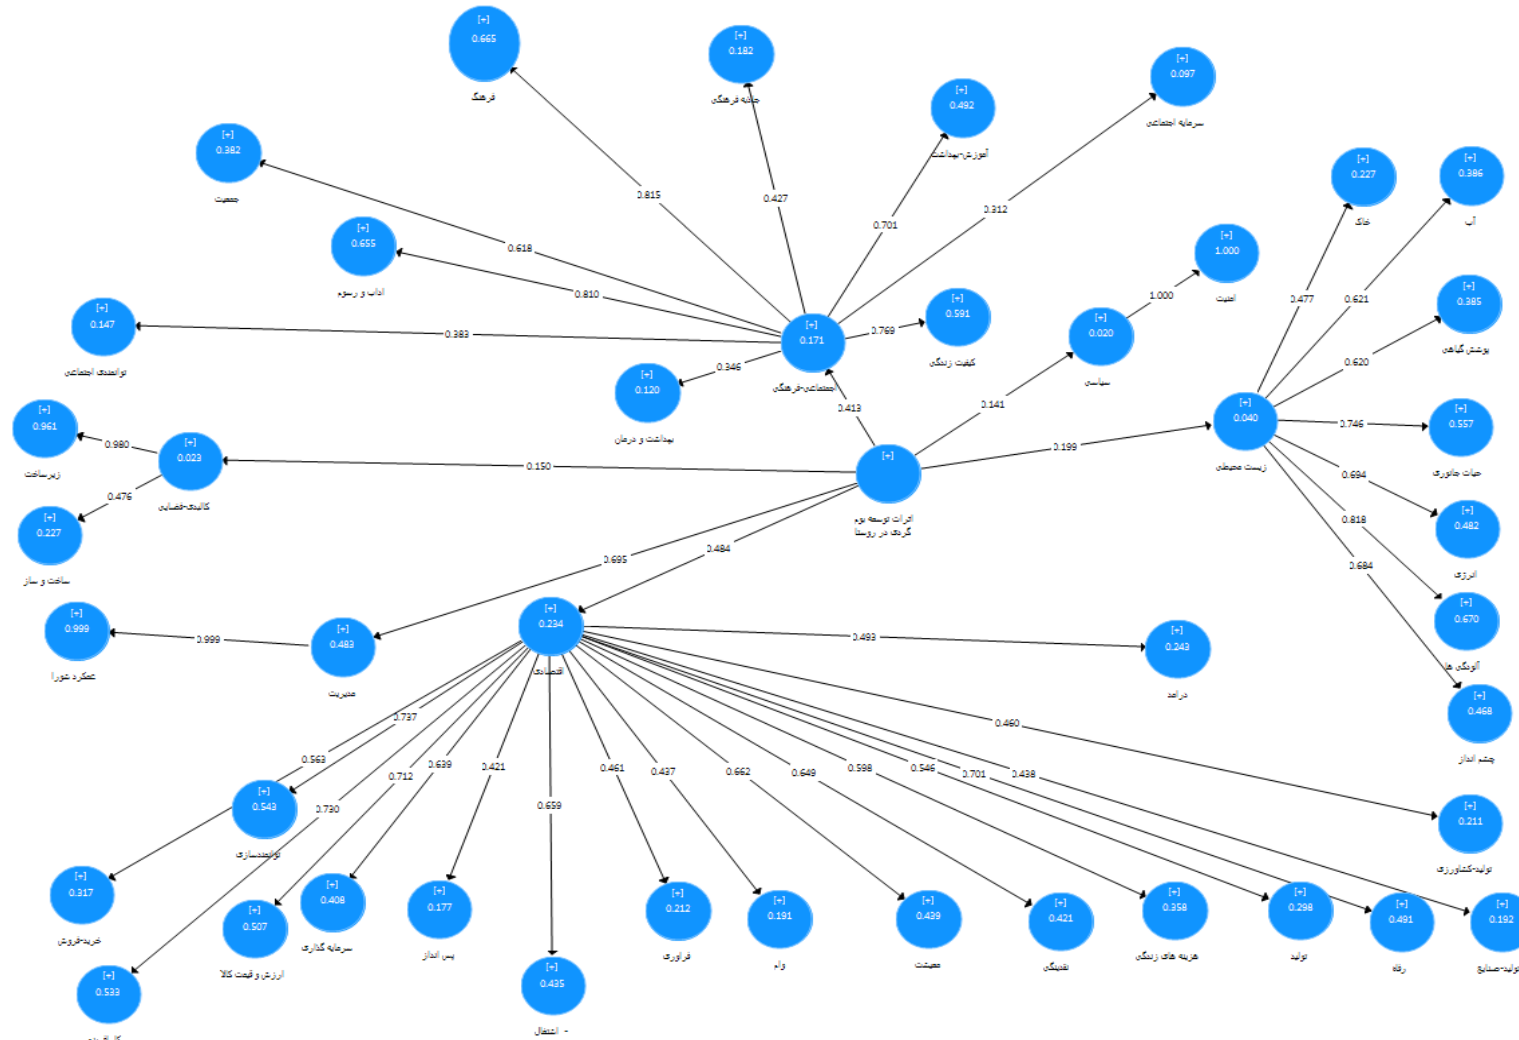 [+]
0.665
فرهنگ
[+]
0.182
جاذبه فرهنگی
[+]
0.097
سرمایه اجتماعی
[+]
0.492
آموزش-بهداشت
[+]
0.382
جمعیت
[+]
0.227
خاک
[+]
0.386
آب
[+]
0.655
اداب و رسوم
[+]
1.000
امنیت
[+]
0.147
توانمندی اجتماعی
[+]
0.591
کیفیت زندگی
[+]
0.385
پوشش گیاهی
[+]
0.171
اجتماعی-فرهنگی
[+]
0.020
سیاسی
[+]
0.120
بهداشت و درمان
[+]
0.040
زیست محیطی
[+]
0.557
حیات جانوری
[+]
0.961
زیرساخت
[+]
0.023
کالبدی-فضایی
[+]
اثرات توسعه بوم
گردی در روستا
[+]
0.227
ساخت و ساز
[+]
0.482
انرژی
[+]
0.670
آلودگی ها
[+]
0.999
عمکرد شورا
[+]
0.483
مدیریت
[+]
0.234
اقتصادی
[+]
0.243
درامد
[+]
0.468
چشم انداز
[+]
0.543
توانمندسازی
[+]
0.211
تولید-کشاورزی
[+]
0.317
خرید-فروش
[+]
0.507
ارزش و قیمت کالا
[+]
0.408
سرمایه گذاری
[+]
0.177
پس انداز
[+]
0.212
فراوری
[+]
0.191
وام
[+]
0.439
معیشت
[+]
0.421
نقدینگی
[+]
0.358
هزینه های زندگی
[+]
0.298
تولید
[+]
0.491
رفاه
[+]
0.192
تولید-صنایع
[+]
0.533
[+]
0.435
- اشتغال
0.815
0.427
0.701
0.312
0.618
0.810
0.383
0.346
0.769
0.413
0.141
1.000
0.199
0.477
0.621
0.620
0.746
0.694
0.818
0.684
0.150
0.980
0.476
0.695
0.484
0.999
0.493
0.460
0.737
0.563
0.730
0.712
0.639
0.421
0.659
0.461
0.437
0.662
0.649
0.598
0.546
0.701
0.438